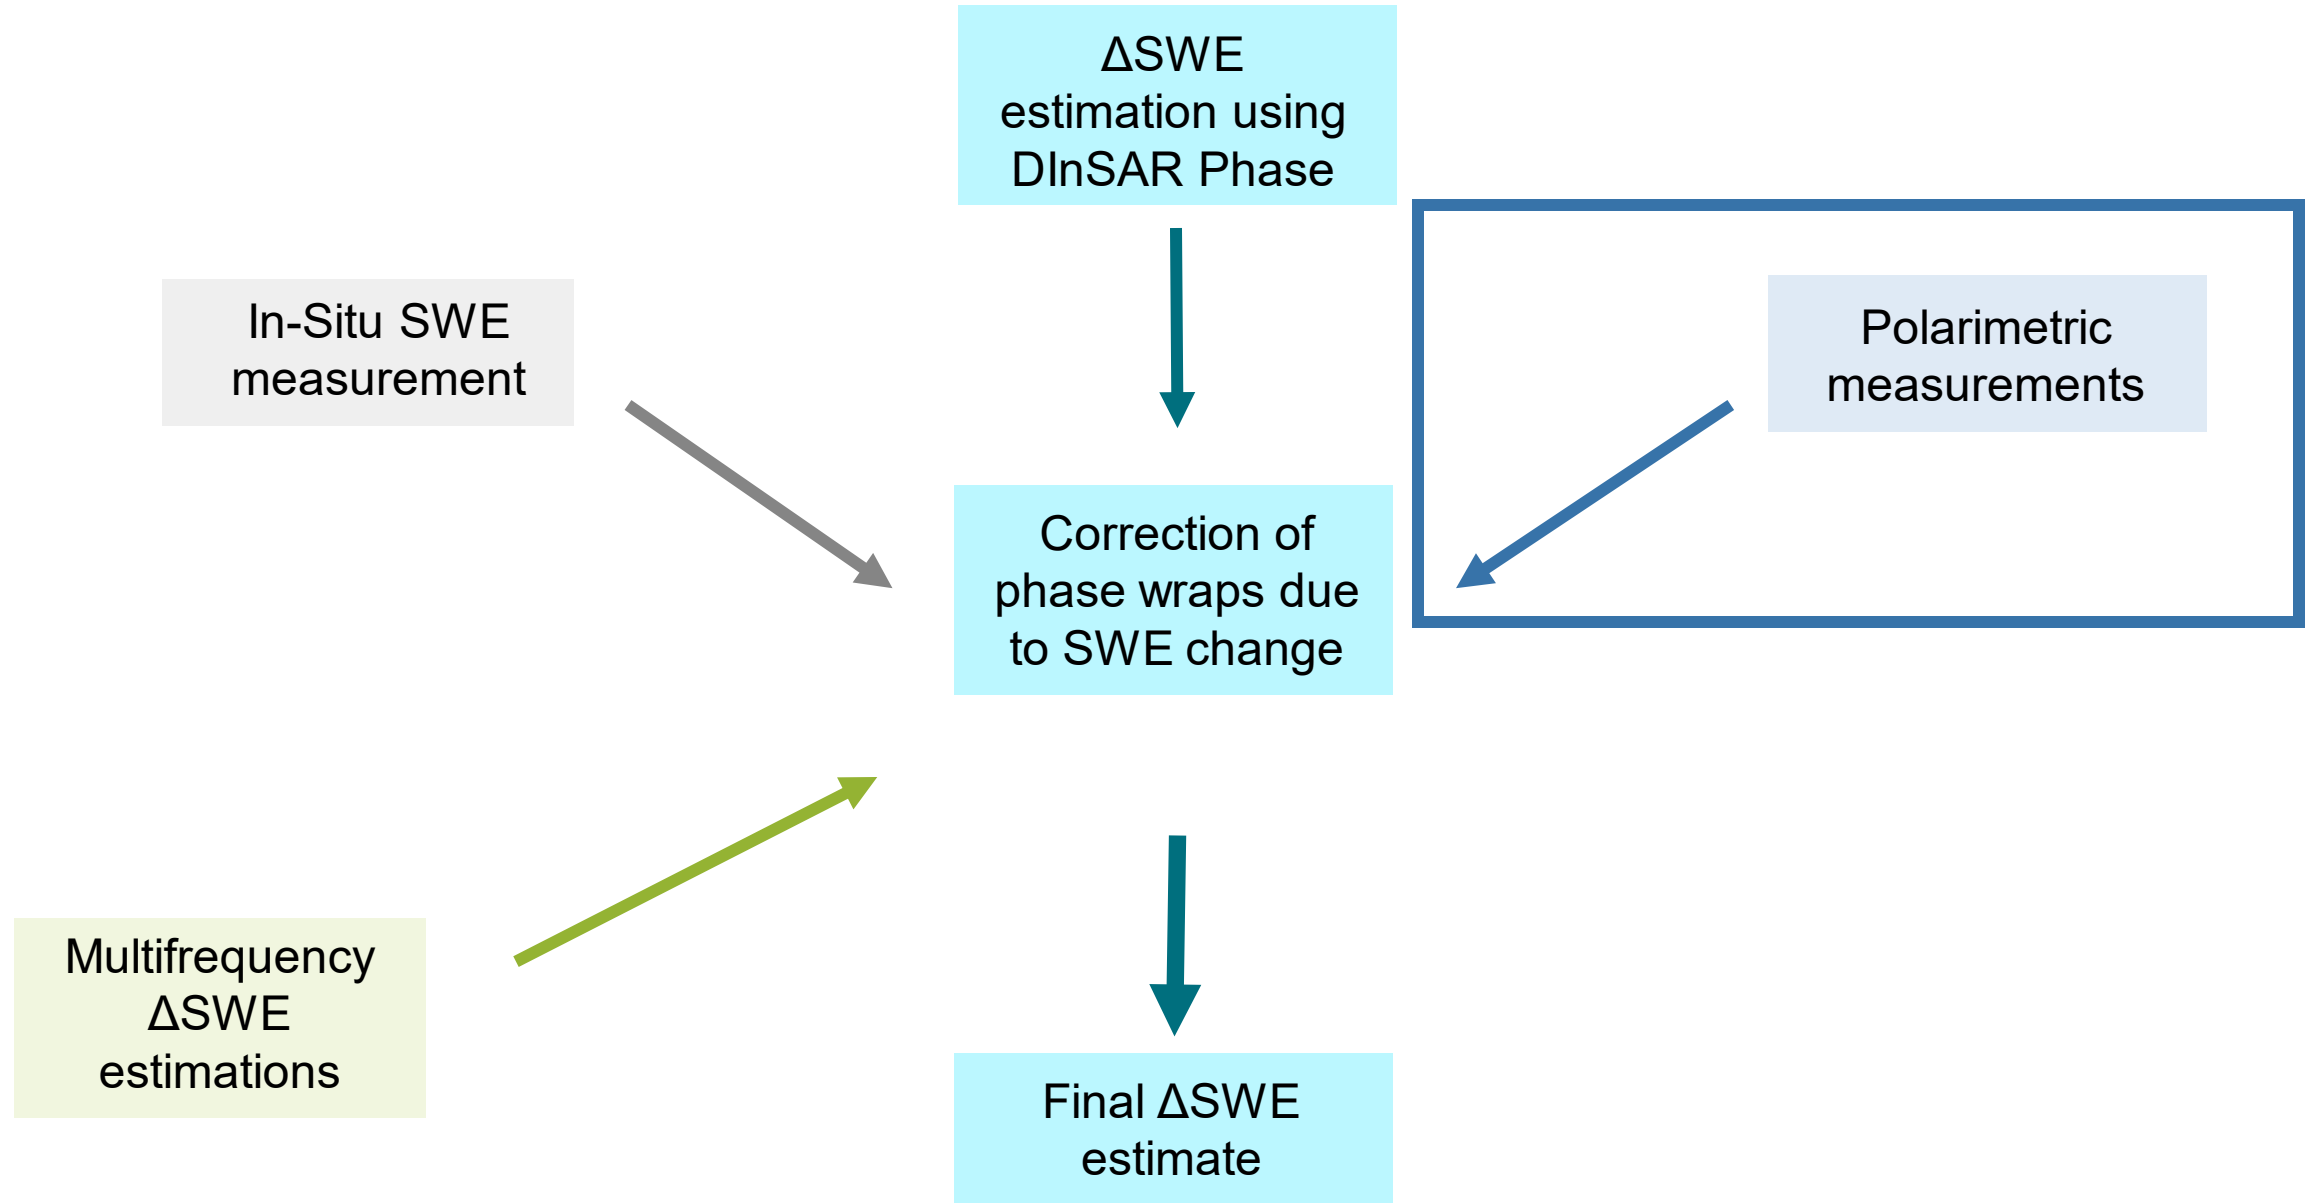 ΔSWE
estimation using
DInSAR Phase
In-Situ SWE
measurement
Polarimetric
measurements
Correction of
phase wraps due
to SWE change
Multifrequency
ΔSWE
estimations
Final ΔSWE
estimate